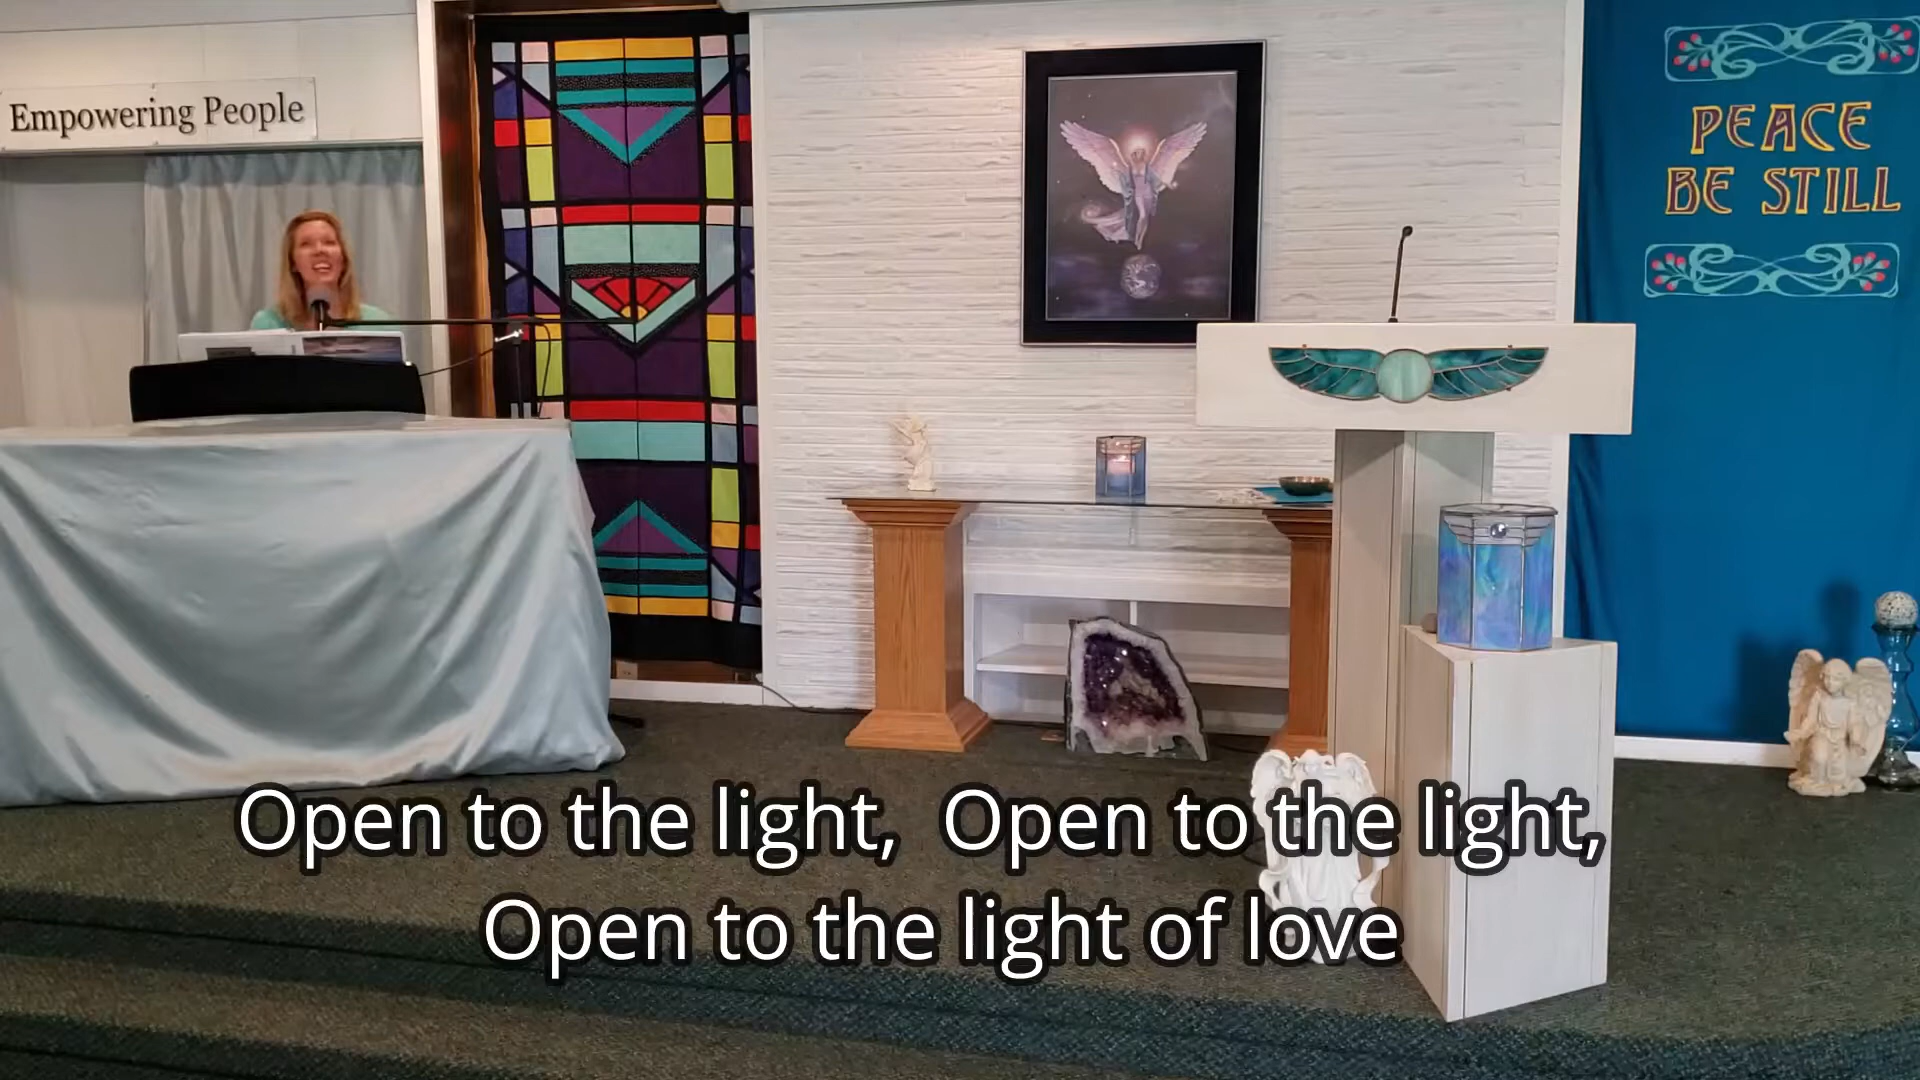 Empowering People
PEACE
BE STILL
Open to the light,  Open to the light,
Open to the light of love